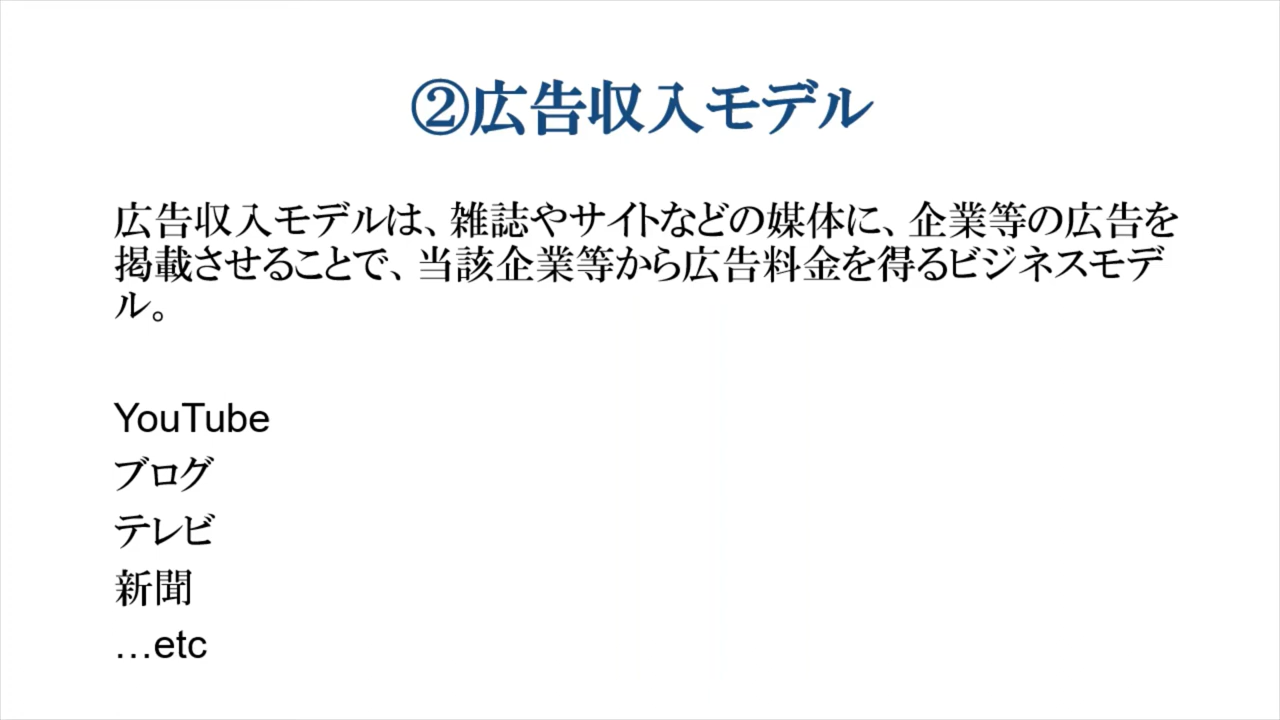 ②広告収入モデル
広告収入モデルは、雑誌やサイトなどの媒体に、企業等の広告を
掲載させることで、当該企業等から広告料金を得るビジネスモデ
ル。
YouTube
ブログ
テレビ
新聞
…etc